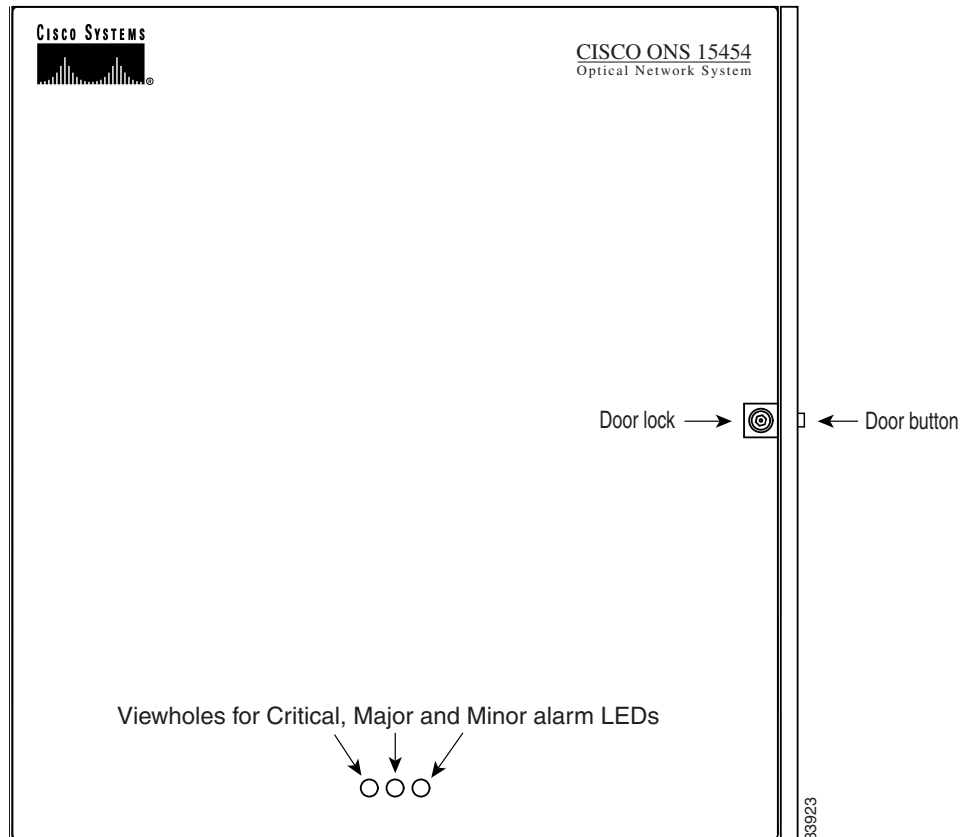 CISCO SYSTEMS
®
CISCO ONS 15454
Optical Network System
Door lock
Door button
Viewholes for Critical, Major and Minor alarm LEDs